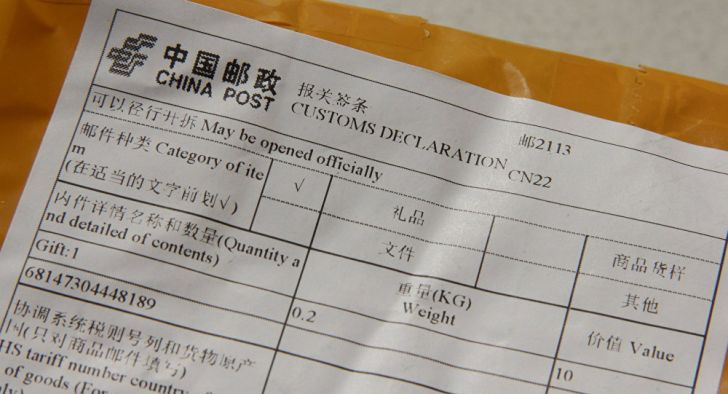 中国邮政
CHINA POST
报关签条
CUSTOMS DECLARATION
邮2113
CN22
可以径行开拆 May be opened officially
邮件种类 Category of ite
m
(在适当的文字前划√)
√
礼品
商品货样
文件
其他
内件详情名称和数量(Quantity a
nd detailed of contents)
重量(KG)
Weight
价值 Value
Gift:1
0.2
10
68147304448189
协调系统税则号列和货物原产
国(只对商品邮件填写)
HS tariff number country
of goods (For